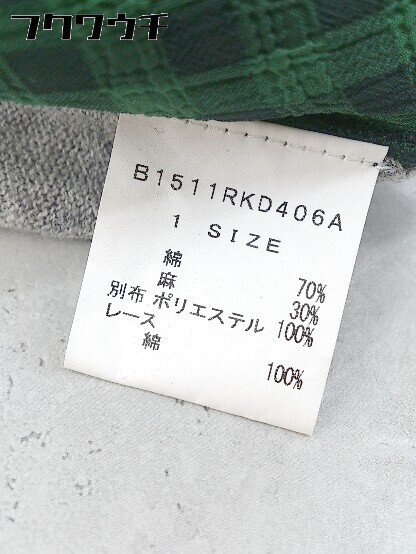 フクワウチ
B1511RKD406A
1 SIZE
綿 70%
麻 30%
別布 ポリエステル 100%
レース
綿 100%